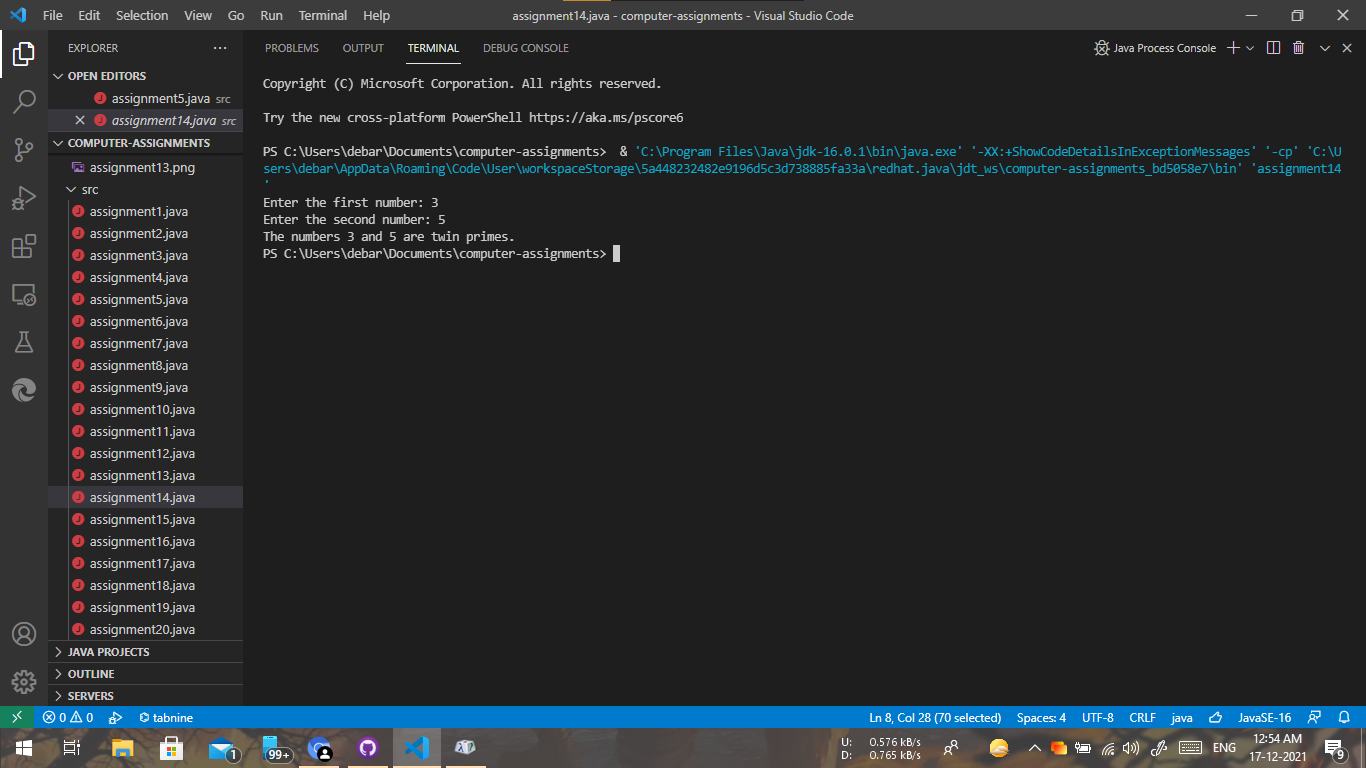 File Edit Selection View Go Run Terminal Help
assignment14.java - computer-assignments - Visual Studio Code
EXPLORER
OPEN EDITORS
assignment5.java src
assignment14.java src
COMPUTER-ASSIGNMENTS
assignment13.png
src
assignment1.java
assignment2.java
assignment3.java
assignment4.java
assignment5.java
assignment6.java
assignment7.java
assignment8.java
assignment9.java
assignment10.java
assignment11.java
assignment12.java
assignment13.java
assignment14.java
assignment15.java
assignment16.java
assignment17.java
assignment18.java
assignment19.java
assignment20.java
JAVA PROJECTS
OUTLINE
SERVERS
PROBLEMS OUTPUT TERMINAL DEBUG CONSOLE
Java Process Console
Copyright (C) Microsoft Corporation. All rights reserved.
Try the new cross-platform PowerShell https://aka.ms/pscore6
PS C:\Users\debar\Documents\computer-assignments>  & 'C:\Program Files\Java\jdk-16.0.1\bin\java.exe' '-XX:+ShowCodeDetailsInExceptionMessages' '-cp' 'C:\U
sers\debar\AppData\Roaming\Code\User\workspaceStorage\5a448232482e9196d5c3d738885fa33a\redhat.java\jdt_ws\computer-assignments_bd5058e7\bin' 'assignment14
'
Enter the first number: 3
Enter the second number: 5
The numbers 3 and 5 are twin primes.
PS C:\Users\debar\Documents\computer-assignments>
0 0 tabnine
Ln 8, Col 28 (70 selected) Spaces: 4 UTF-8 CRLF java JavaSE-16
1
99+
U: 0.576 kB/s
D: 0.765 kB/s
ENG
12:54 AM
17-12-2021
9